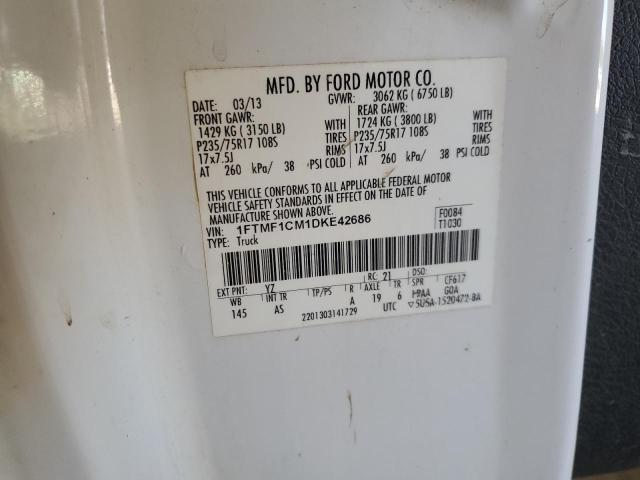 MFD. BY FORD MOTOR CO.
DATE: 03/13 GVWR: 3062 KG ( 6750 LB)
FRONT GAWR: REAR GAWR:
1429 KG ( 3150 LB) WITH 1724 KG ( 3800 LB) WITH
P235/75R17 108S TIRES P235/75R17 108S TIRES
17x7.5J RIMS 17x7.5J RIMS
AT 260 kPa/ 38 PSI COLD AT 260 kPa/ 38 PSI COLD
THIS VEHICLE CONFORMS TO ALL APPLICABLE FEDERAL MOTOR
VEHICLE SAFETY STANDARDS IN EFFECT ON THE DATE OF
MANUFACTURE SHOWN ABOVE.
VIN: 1FTMF1CM1DKE42686 F0084
TYPE: Truck T1030
EXT PNT: YZ RC: 21 DSO:
WB INT TR TP/PS R AXLE TR SPR CF617
145 AS A 19 6 MPAA GOA
2201303141729 UTC ▽5U5A-1520472-BA